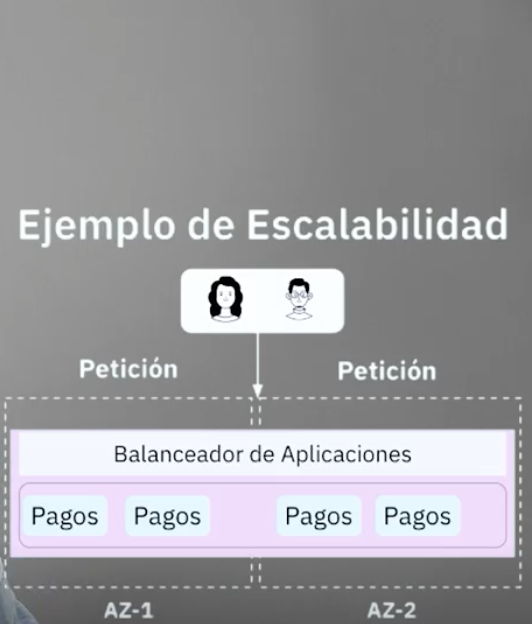 Ejemplo de Escalabilidad
Petición
Petición
Balanceador de Aplicaciones
Pagos Pagos Pagos Pagos
AZ-1 AZ-2